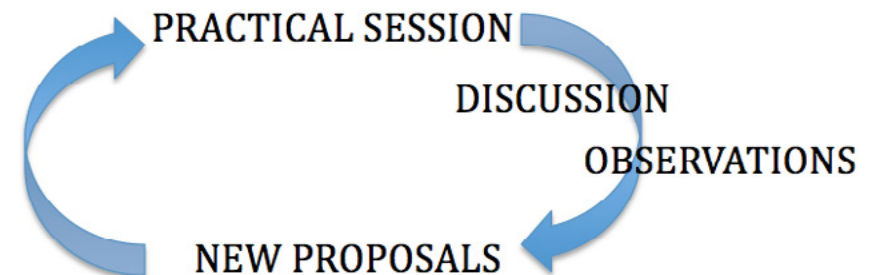 PRACTICAL SESSION
DISCUSSION
OBSERVATIONS
NEW PROPOSALS